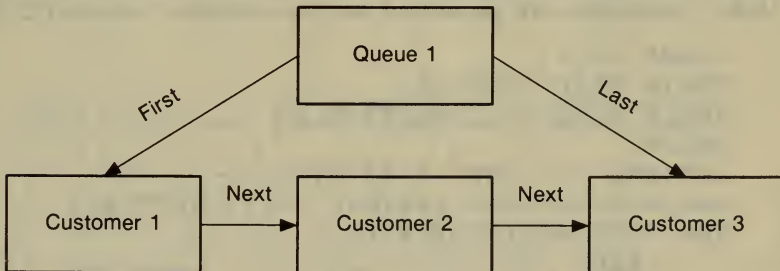 Queue 1
First
Last
Customer 1
Next
Customer 2
Next
Customer 3